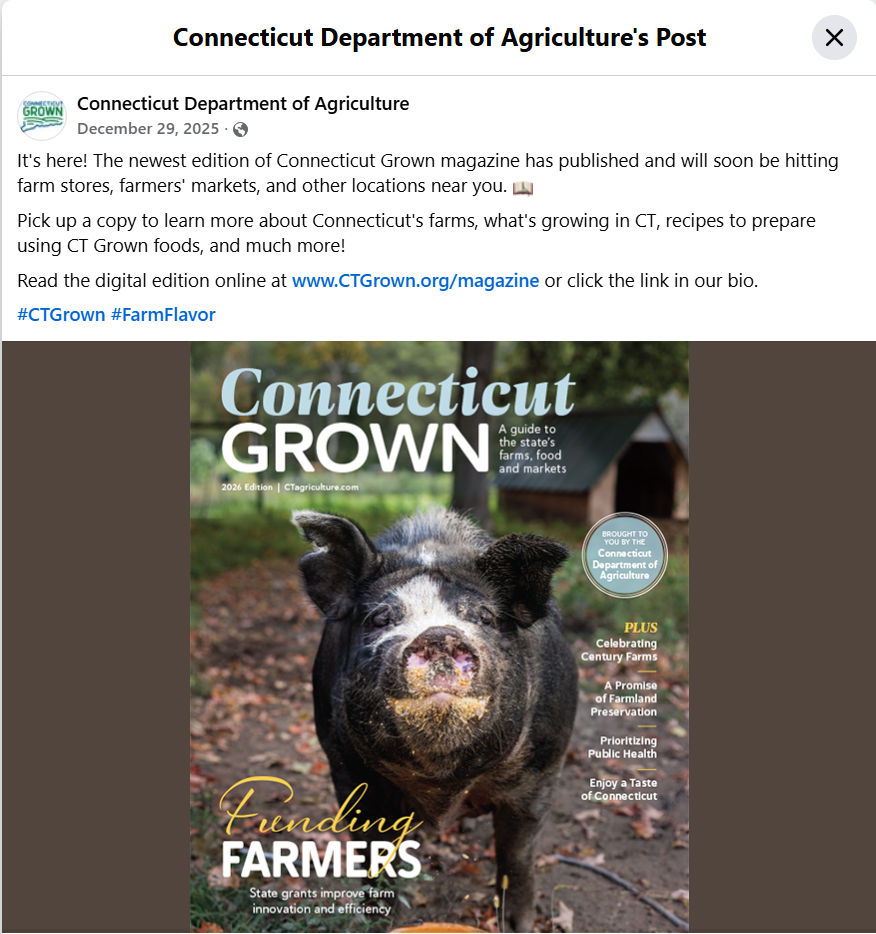 Connecticut Department of Agriculture's Post
CONNECTICUT
GROWN
Connecticut Department of Agriculture
December 29, 2025 ·
It's here! The newest edition of Connecticut Grown magazine has published and will soon be hitting
farm stores, farmers' markets, and other locations near you.
Pick up a copy to learn more about Connecticut's farms, what's growing in CT, recipes to prepare
using CT Grown foods, and much more!
Read the digital edition online at www.CTGrown.org/magazine or click the link in our bio.
#CTGrown #FarmFlavor
Connecticut
GROWN
A guide to
the state's
farms, food
and markets
2026 Edition | CTagriculture.com
BROUGHT TO
YOU BY THE
Connecticut
Department of
Agriculture
PLUS
Celebrating
Century Farms
A Promise
of Farmland
Preservation
Prioritizing
Public Health
Enjoy a Taste
of Connecticut
Funding
FARMERS
State grants improve farm
innovation and efficiency